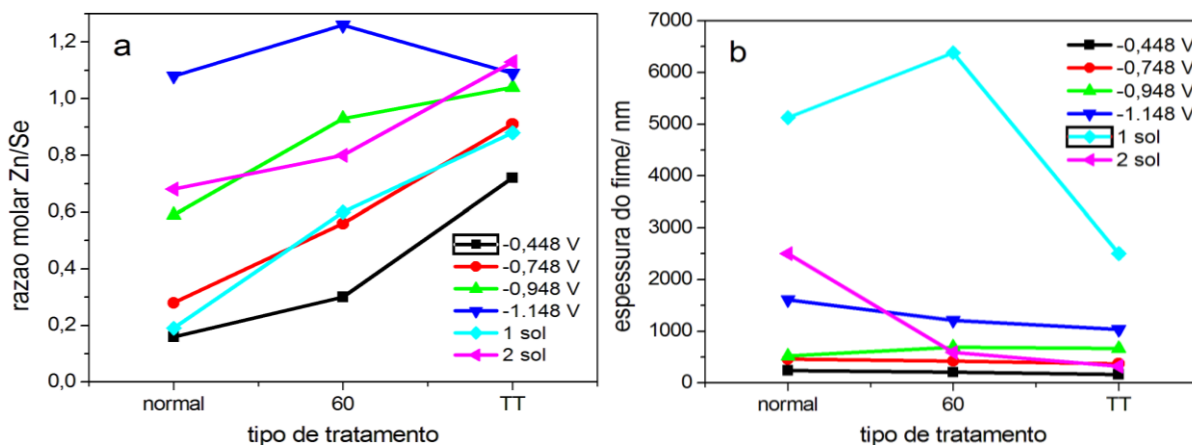 a
razao molar Zn/Se
1,2
1,0
0,8
0,6
0,4
0,2
0,0
normal
60
TT
tipo de tratamento
-0,448 V
-0,748 V
-0,948 V
-1.148 V
1 sol
2 sol
b
espessura do fime/ nm
7000
6000
5000
4000
3000
2000
1000
0
normal
60
TT
tipo de tratamento
-0,448 V
-0,748 V
-0,948 V
-1.148 V
1 sol
2 sol